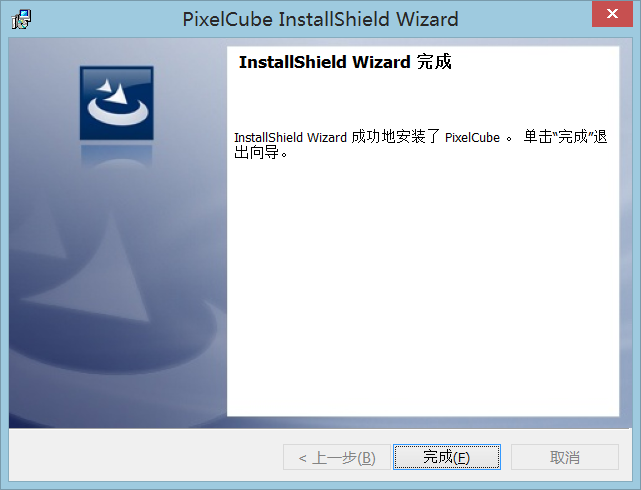 PixelCube InstallShield Wizard
InstallShield Wizard 完成
InstallShield Wizard 成功地安装了 PixelCube 。 单击“完成”退
出向导。
< 上一步(B)
完成(F)
取消